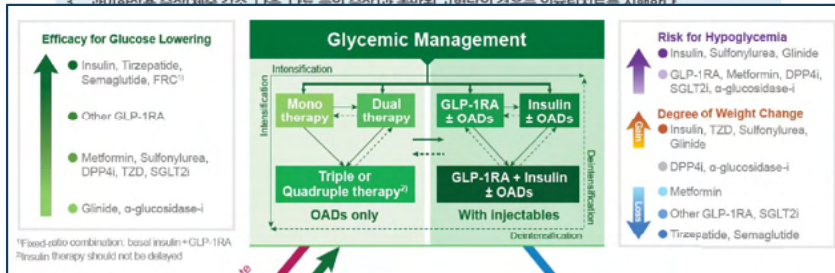 Efficacy for Glucose Lowering
Insulin, Tirzepatide,
Semaglutide, FRC¹⁾
Other GLP-1RA
Metformin, Sulfonylurea,
DPP4i, TZD, SGLT2i
Glinide, α-glucosidase-i
¹⁾Fixed-ratio combination: basal insulin+GLP-1RA
²⁾Insulin therapy should not be delayed
Glycemic Management
Intensification
Intensification
Mono
therapy
Dual
therapy
GLP-1RA
± OADs
Insulin
± OADs
Triple or
Quadruple therapy²⁾
GLP-1RA + Insulin
± OADs
OADs only
With injectables
Deintensification
Deintensification
Risk for Hypoglycemia
Insulin, Sulfonylurea, Glinide
GLP-1RA, Metformin, DPP4i,
SGLT2i, α-glucosidase-i
Degree of Weight Change
Gain
Insulin, TZD, Sulfonylurea,
Glinide
DPP4i, α-glucosidase-i
Loss
Metformin
Other GLP-1RA, SGLT2i
Tirzepatide, Semaglutide